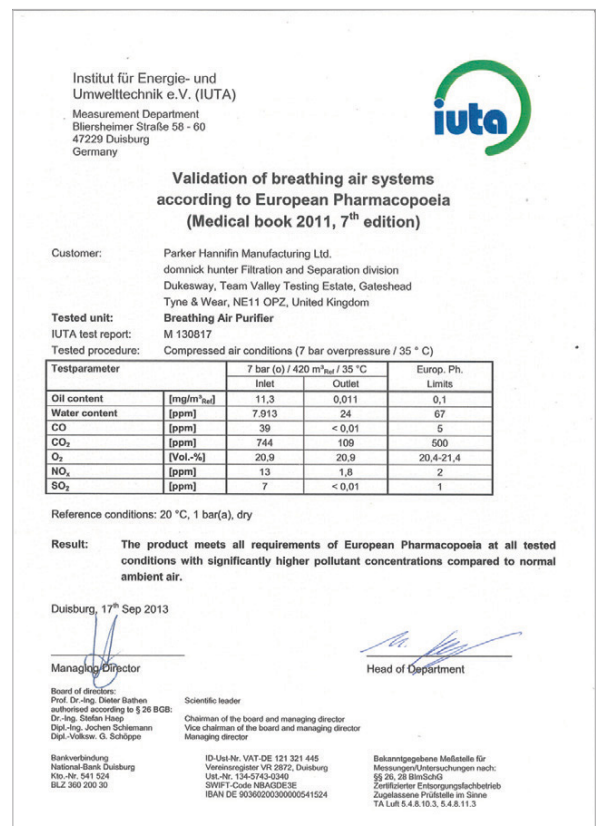 Institut für Energie- und
Umwelttechnik e.V. (IUTA)
Measurement Department
Bliersheimer Straße 58 - 60
47229 Duisburg
Germany
iuta
Validation of breathing air systems
according to European Pharmacopoeia
(Medical book 2011, 7th edition)
Customer: Parker Hannifin Manufacturing Ltd.
domnick hunter Filtration and Separation division
Dukesway, Team Valley Testing Estate, Gateshead
Tyne & Wear, NE11 OPZ, United Kingdom
Tested unit: Breathing Air Purifier
IUTA test report: M 130817
Tested procedure: Compressed air conditions (7 bar overpressure / 35 ° C)
Testparameter 7 bar (o) / 420 m³Ref / 35 °C Europ. Ph.
Inlet Outlet Limits
Oil content [mg/m³Ref] 11,3 0,011 0,1
Water content [ppm] 7.913 24 67
CO [ppm] 39 < 0,01 5
CO₂ [ppm] 744 109 500
O₂ [Vol.-%] 20,9 20,9 20,4-21,4
NOx [ppm] 13 1,8 2
SO₂ [ppm] 7 < 0,01 1
Reference conditions: 20 °C, 1 bar(a), dry
Result: The product meets all requirements of European Pharmacopoeia at all tested
conditions with significantly higher pollutant concentrations compared to normal
ambient air.
Duisburg, 17th Sep 2013
Managing Director Head of Department
Board of directors:
Prof. Dr.-Ing. Dieter Bathen Scientific leader
authorised according to § 26 BGB:
Dr.-Ing. Stefan Haep Chairman of the board and managing director
Dipl.-Ing. Jochen Schiemann Vice chairman of the board and managing director
Dipl.-Volksw. G. Schöppe Managing director
Bankverbindung ID-Ust-Nr. VAT-DE 121 321 445 Bekanntgegebene Meßstelle für
National-Bank Duisburg Vereinsregister VR 2872, Duisburg Messungen/Untersuchungen nach:
Kto.-Nr. 541 524 Ust.-Nr. 134-5743-0340 §§ 26, 28 BImSchG
BLZ 360 200 30 SWIFT-Code NBAGDE3E Zertifizierter Entsorgungsfachbetrieb
IBAN DE 90360200300000541524 Zugelassene Prüfstelle im Sinne
TA Luft 5.4.8.10.3, 5.4.8.11.3